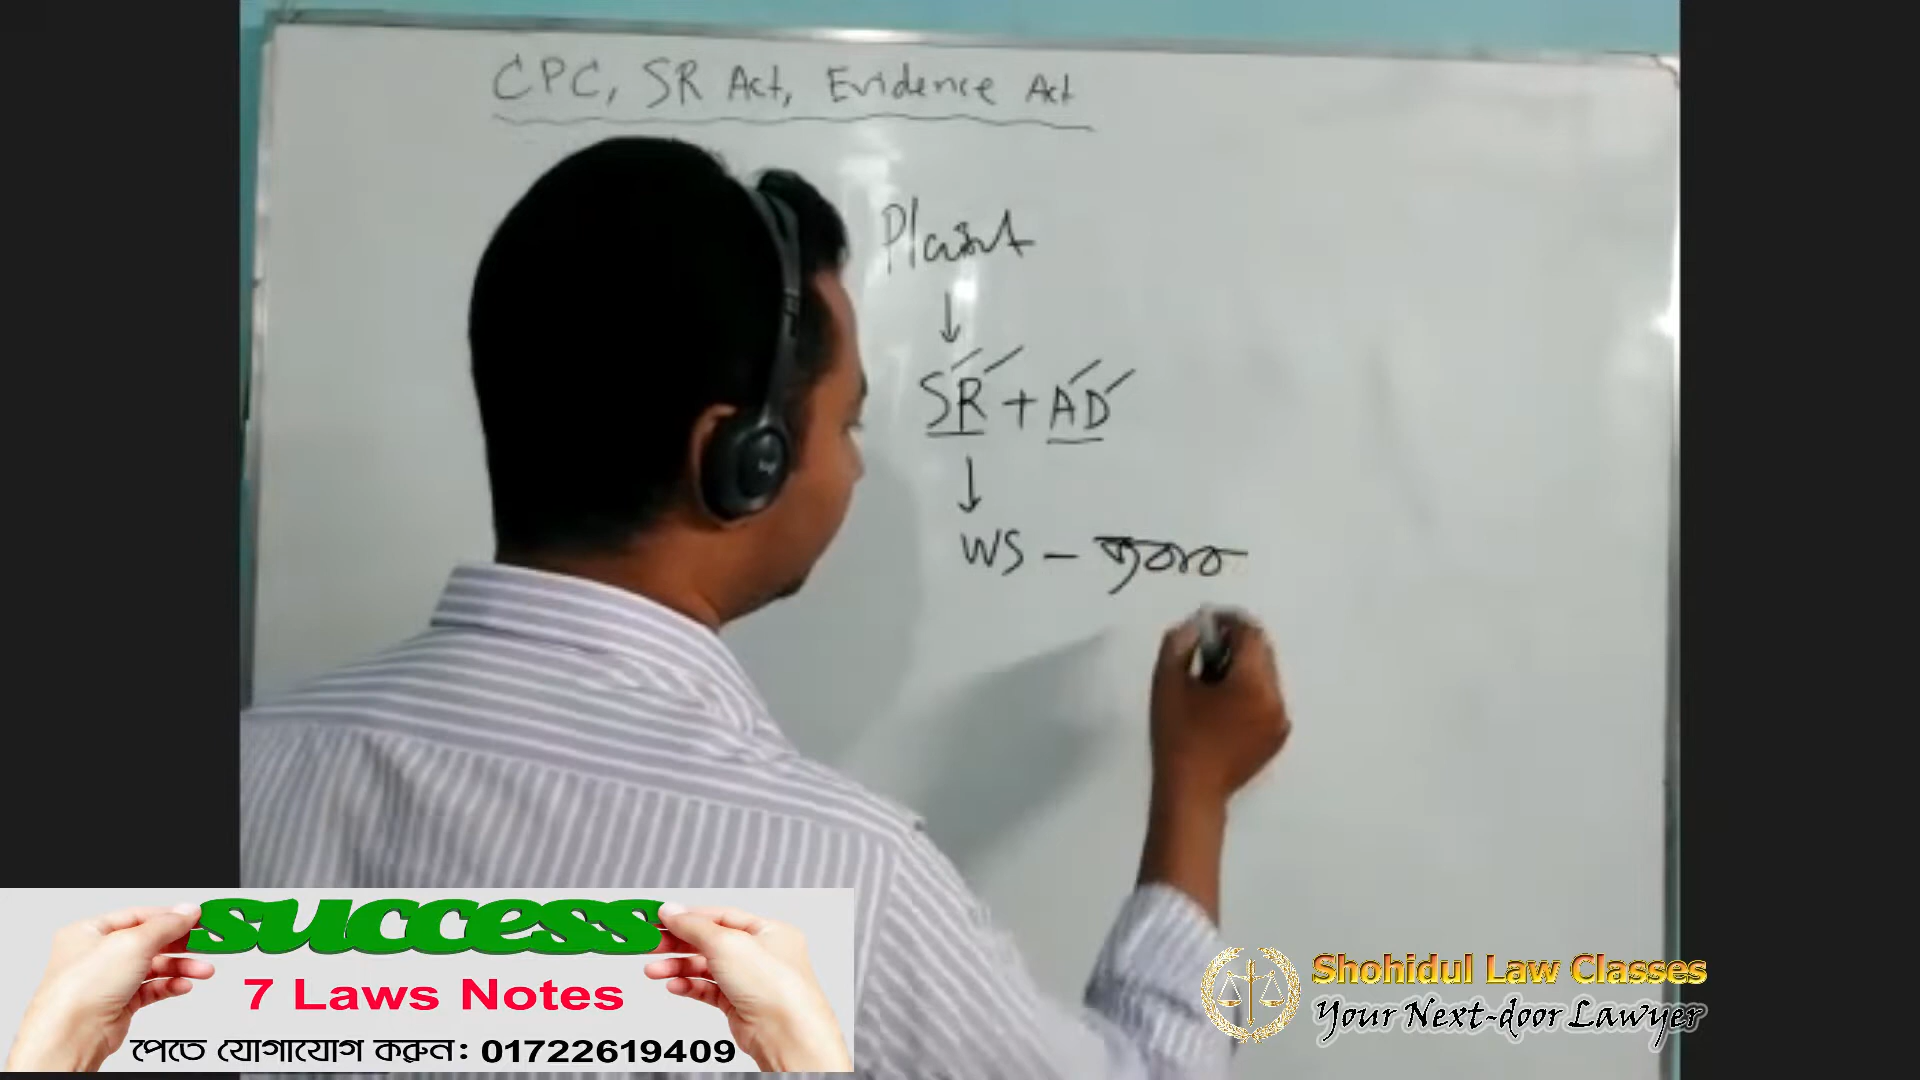 CPC, SR Act, Evidence Act
Plaint
↓
SR + AD
↓
WS – জবাব
success
7 Laws Notes
পেতে যোগাযোগ করুন: 01722619409
Shohidul Law Classes
Your Next-door Lawyer